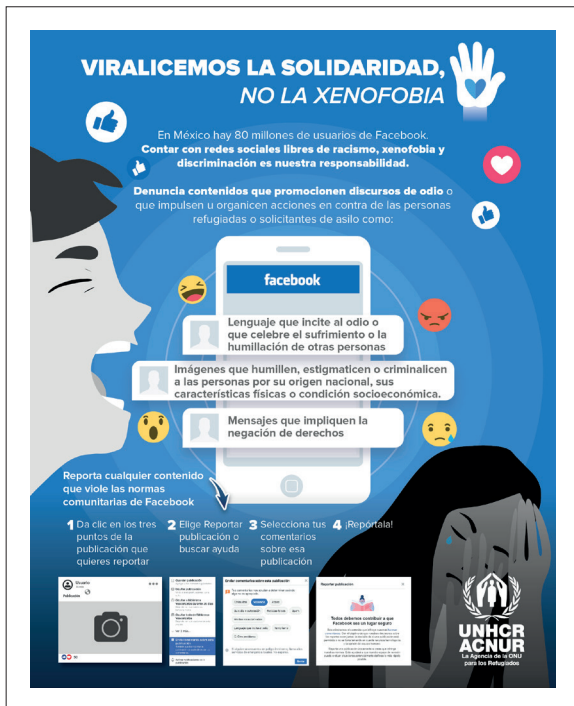 VIRALICEMOS LA SOLIDARIDAD,
NO LA XENOFOBIA
En México hay 80 millones de usuarios de Facebook.
Contar con redes sociales libres de racismo, xenofobia y
discriminación es nuestra responsabilidad.
Denuncia contenidos que promocionen discursos de odio o
que impulsen u organicen acciones en contra de las personas
refugiadas o solicitantes de asilo como:
facebook
Lenguaje que incite al odio o
que celebre el sufrimiento o la
humillación de otras personas
Imágenes que humillen, estigmaticen o criminalicen
a las personas por su origen nacional, sus
características físicas o condición socioeconómica.
Mensajes que impliquen la
negación de derechos
Reporta cualquier contenido
que viole las normas
comunitarias de Facebook
1 Da clic en los tres
puntos de la
publicación que
quieres reportar
2 Elige Reportar
publicación o
buscar ayuda
3 Selecciona tus
comentarios
sobre esa
publicación
4 ¡Repórtala!
Usuario
Publicación
Reportar publicación
Todos debemos contribuir a que
Facebook sea un lugar seguro
UNHCR
ACNUR
La Agencia de la ONU
para los Refugiados